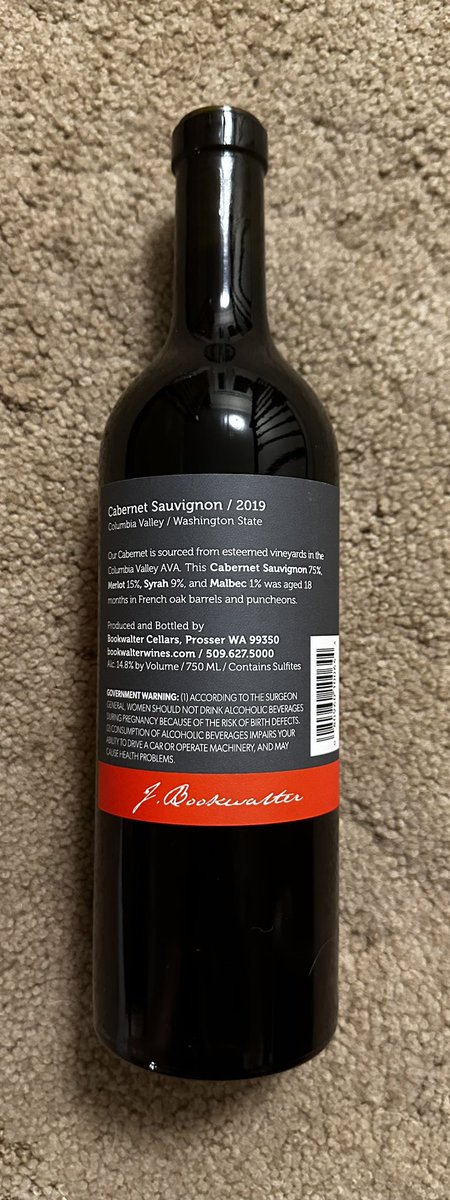 Cabernet Sauvignon / 2019
Columbia Valley / Washington State
Our Cabernet is sourced from esteemed vineyards in the
Columbia Valley AVA. This Cabernet Sauvignon 75%,
Merlot 15%, Syrah 9%, and Malbec 1% was aged 18
months in French oak barrels and puncheons.
Produced and Bottled by
Bookwalter Cellars, Prosser WA 99350
bookwalterwines.com / 509.627.5000
Alc. 14.8% by Volume / 750 ML / Contains Sulfites
GOVERNMENT WARNING: (1) ACCORDING TO THE SURGEON
GENERAL, WOMEN SHOULD NOT DRINK ALCOHOLIC BEVERAGES
DURING PREGNANCY BECAUSE OF THE RISK OF BIRTH DEFECTS.
(2) CONSUMPTION OF ALCOHOLIC BEVERAGES IMPAIRS YOUR
ABILITY TO DRIVE A CAR OR OPERATE MACHINERY, AND MAY
CAUSE HEALTH PROBLEMS.
J. Bookwalter